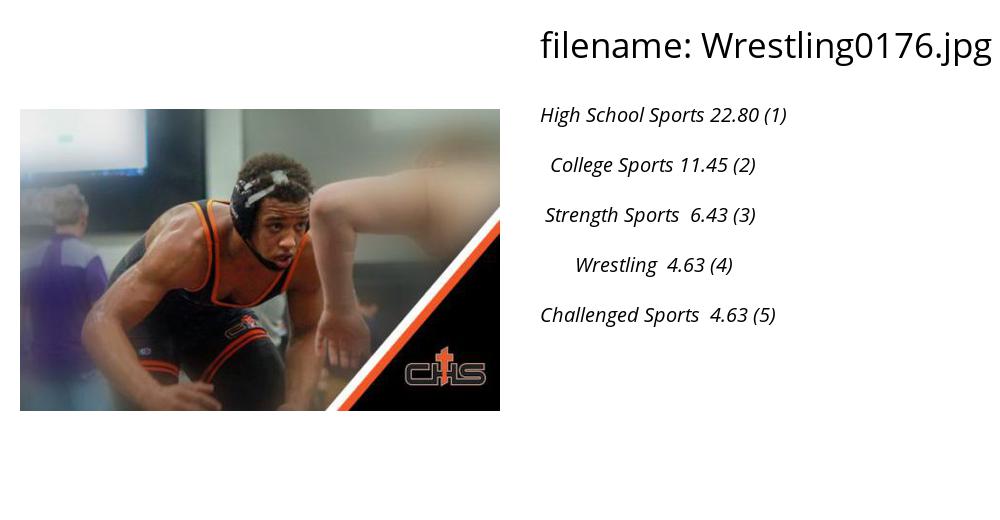 filename: Wrestling0176.jpg
High School Sports 22.80 (1)
College Sports 11.45 (2)
Strength Sports 6.43 (3)
Wrestling 4.63 (4)
Challenged Sports 4.63 (5)
CHS